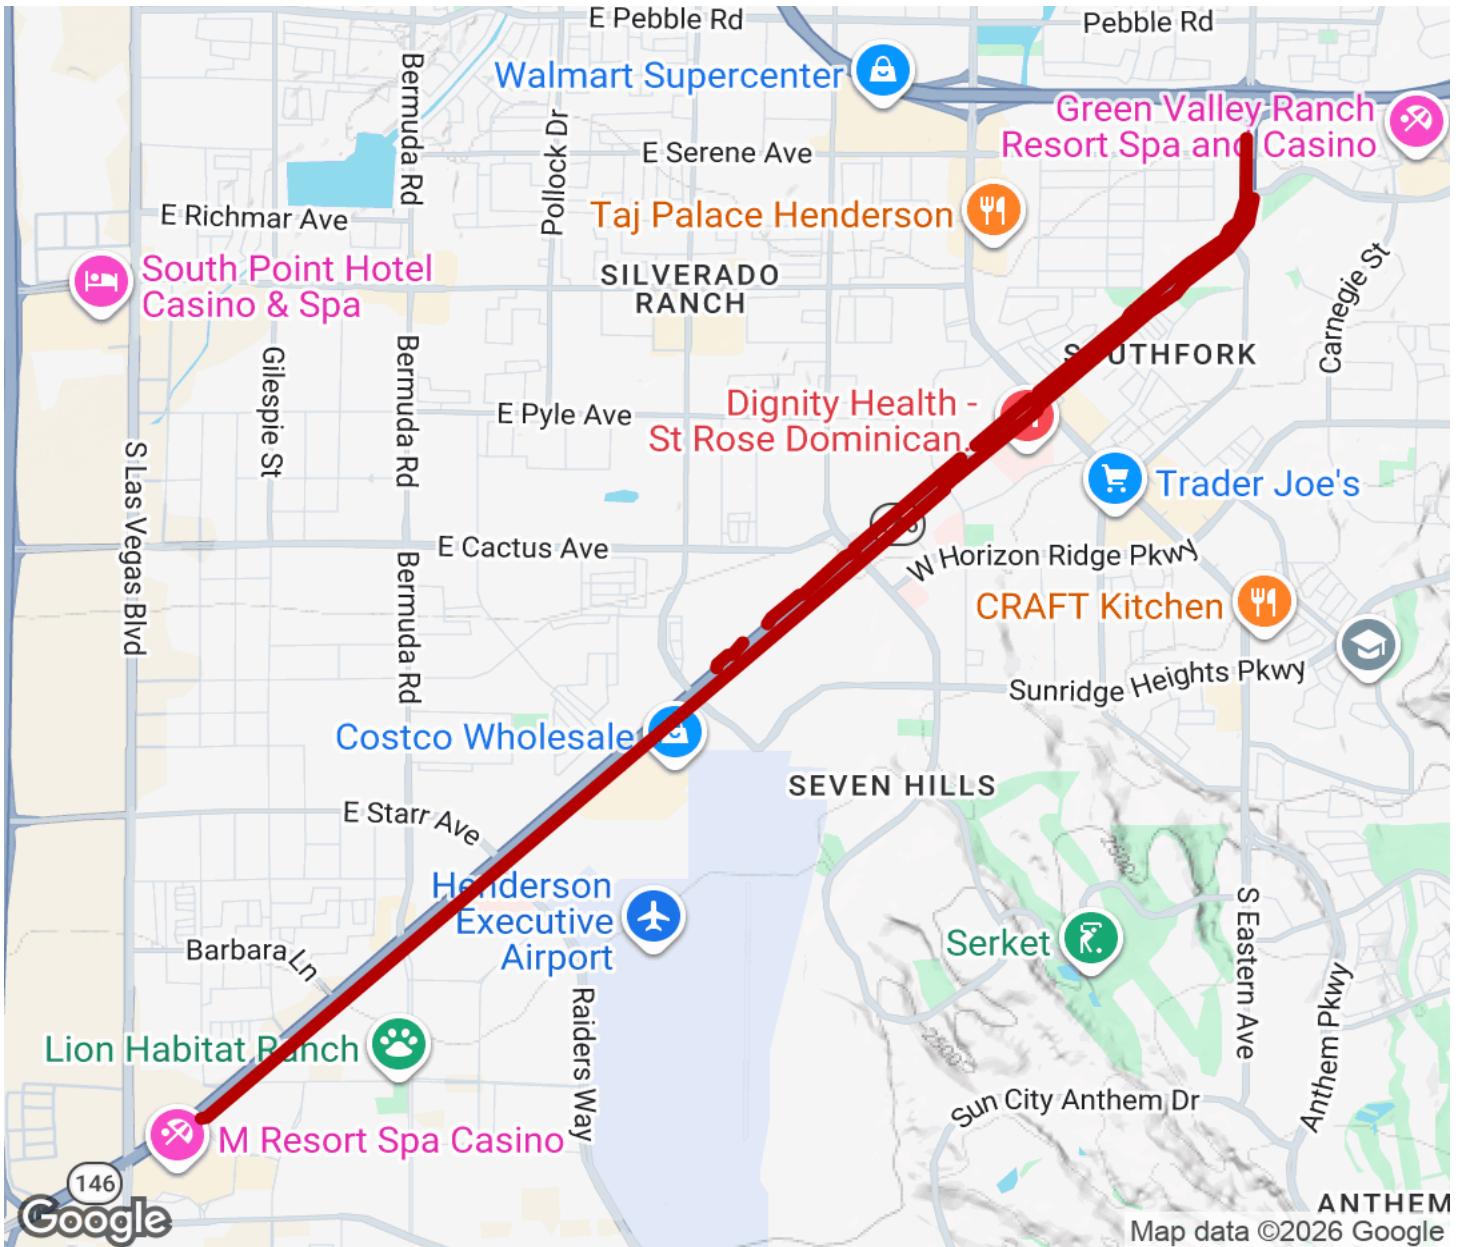 E Pebble Rd
Pebble Rd
Walmart Supercenter
Bermuda Rd
Pollock Dr
Green Valley Ranch
Resort Spa and Casino
E Serene Ave
E Richmar Ave
Taj Palace Henderson
South Point Hotel
Casino & Spa
SILVERADO
RANCH
Carnegie St
Gilespie St
Bermuda Rd
SOUTHFORK
E Pyle Ave
Dignity Health -
St Rose Dominican.
S Las Vegas Blvd
Trader Joe's
E Cactus Ave
W Horizon Ridge Pkwy
Bermuda Rd
CRAFT Kitchen
Sunridge Heights Pkwy
Costco Wholesale
SEVEN HILLS
E Starr Ave
2500
Henderson
Executive
Airport
S Eastern Ave
Serket
Barbara Ln
Anthem Pkwy
Raiders Way
Lion Habitat Ranch
2500
Sun City Anthem Dr
M Resort Spa Casino
146
ANTHEM
Google
Map data ©2026 Google